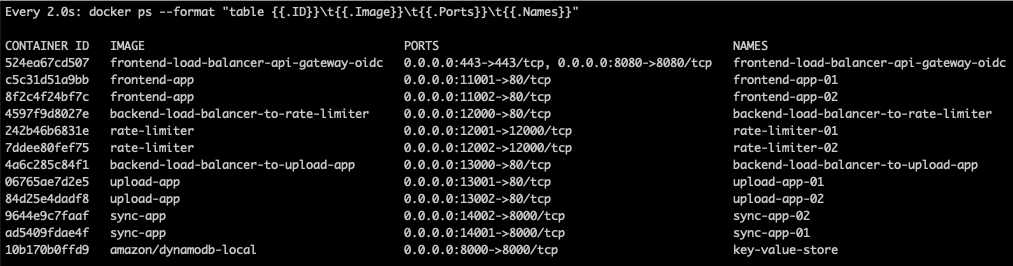 Every 2.0s: docker ps --format "table {{.ID}}\t{{.Image}}\t{{.Ports}}\t{{.Names}}"
CONTAINER ID IMAGE PORTS NAMES
524ea67cd507 frontend-load-balancer-api-gateway-oidc 0.0.0.0:443->443/tcp, 0.0.0.0:8080->8080/tcp frontend-load-balancer-api-gateway-oidc
c5c31d51a9bb frontend-app 0.0.0.0:11001->80/tcp frontend-app-01
8f2c4f24bf7c frontend-app 0.0.0.0:11002->80/tcp frontend-app-02
4597f9d8027e backend-load-balancer-to-rate-limiter 0.0.0.0:12000->80/tcp backend-load-balancer-to-rate-limiter
242b46b6831e rate-limiter 0.0.0.0:12001->12000/tcp rate-limiter-01
7ddee80fef75 rate-limiter 0.0.0.0:12002->12000/tcp rate-limiter-02
4a6c285c84f1 backend-load-balancer-to-upload-app 0.0.0.0:13000->80/tcp backend-load-balancer-to-upload-app
06765ae7d2e5 upload-app 0.0.0.0:13001->80/tcp upload-app-01
84d25e4dadf8 upload-app 0.0.0.0:13002->80/tcp upload-app-02
9644e9c7faaf sync-app 0.0.0.0:14002->8000/tcp sync-app-02
ad5409fdae4f sync-app 0.0.0.0:14001->8000/tcp sync-app-01
10b170b0ffd9 amazon/dynamodb-local 0.0.0.0:8000->8000/tcp key-value-store